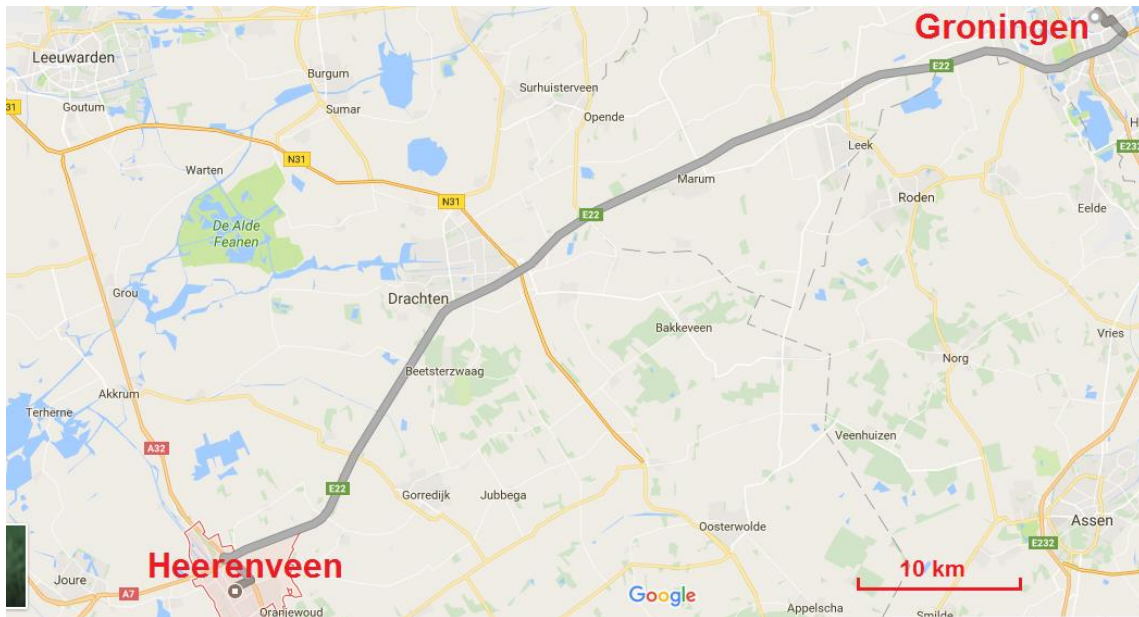 Groningen
Leeuwarden
Burgum
E22
Surhuisterveen
Goutum
Sumar
31
Opende
E232
Leek
N31
Warten
Marum
Roden
N31
E22
Eelde
De Alde
Feanen
Grou
Drachten
Bakkeveen
Vries
Norg
Beetsterzwaag
Akkrum
Terherne
Veenhuizen
A32
E22
Gorredijk
Jubbega
Assen
Oosterwolde
E232
Heerenveen
10 km
Joure
A7
Google
Oranjewoud
Appelscha
Smilde